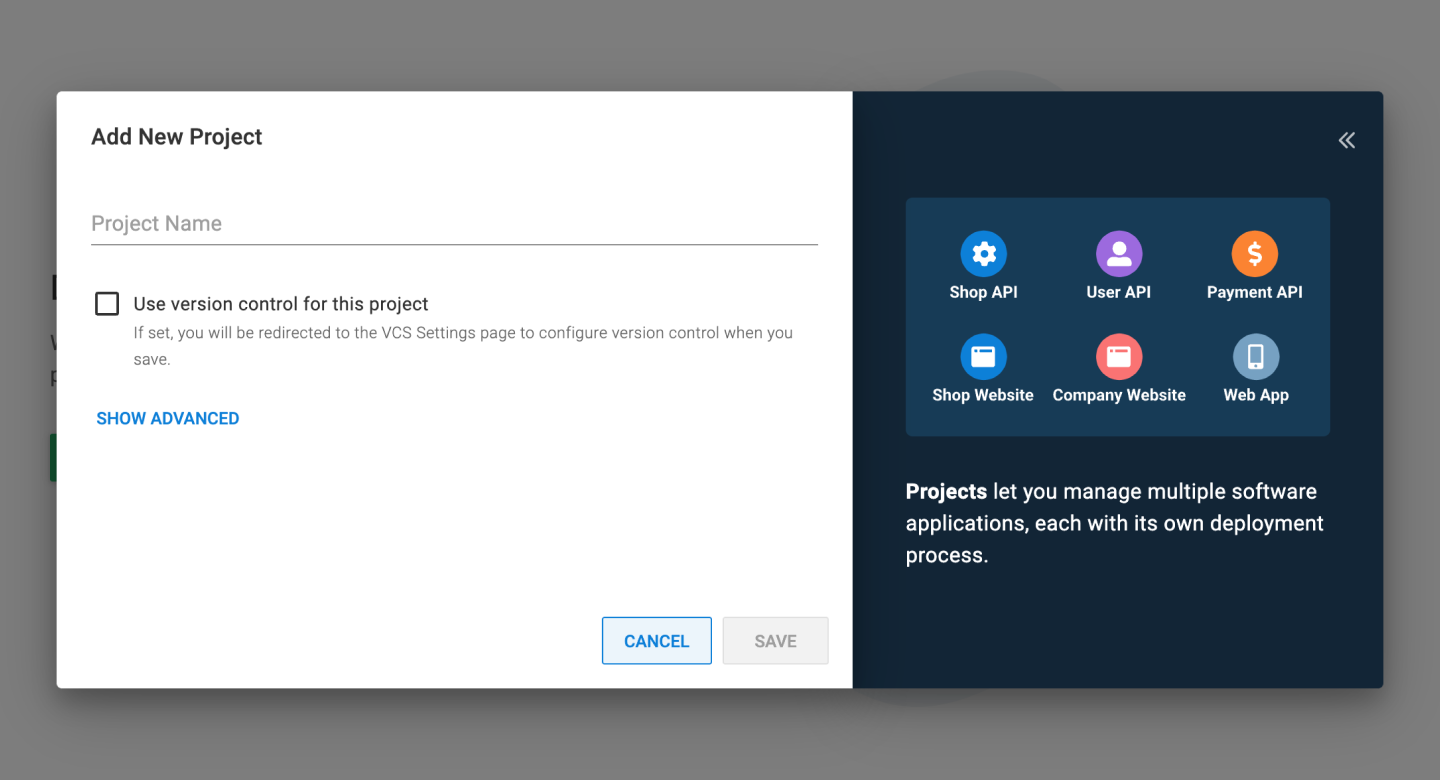 Add New Project
Project Name
Use version control for this project
If set, you will be redirected to the VCS Settings page to configure version control when you
save.
SHOW ADVANCED
CANCEL
SAVE
Shop API
User API
Payment API
Shop Website
Company Website
Web App
Projects let you manage multiple software
applications, each with its own deployment
process.